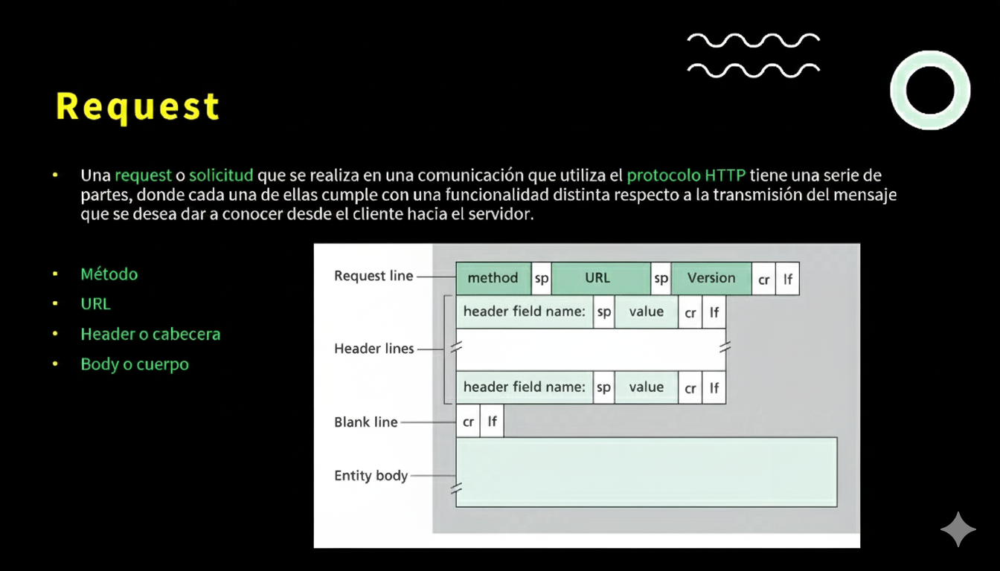 Request
• Una request o solicitud que se realiza en una comunicación que utiliza el protocolo HTTP tiene una serie de
partes, donde cada una de ellas cumple con una funcionalidad distinta respecto a la transmisión del mensaje
que se desea dar a conocer desde el cliente hacia el servidor.
• Método
• URL
• Header o cabecera
• Body o cuerpo
Request line method sp URL sp Version cr lf
header field name: sp value cr lf
Header lines
header field name: sp value cr lf
Blank line cr lf
Entity body